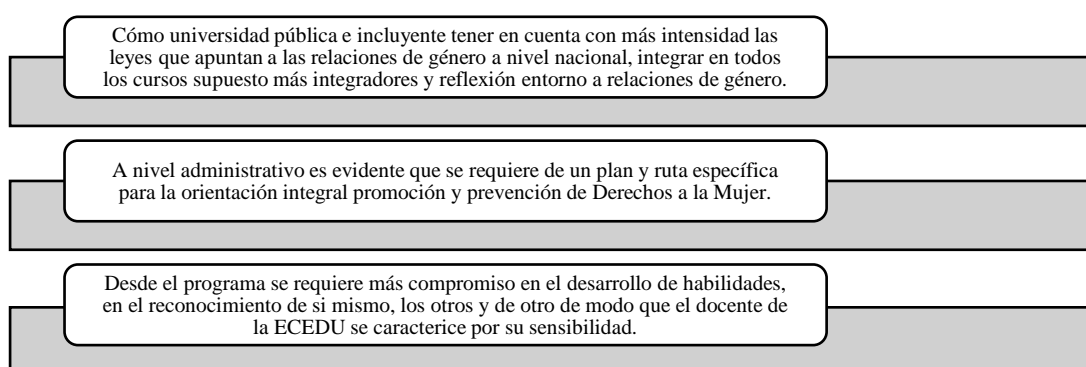 Cómo universidad pública e incluyente tener en cuenta con más intensidad las
leyes que apuntan a las relaciones de género a nivel nacional, integrar en todos
los cursos supuesto más integradores y reflexión entorno a relaciones de género.
A nivel administrativo es evidente que se requiere de un plan y ruta específica
para la orientación integral promoción y prevención de Derechos a la Mujer.
Desde el programa se requiere más compromiso en el desarrollo de habilidades,
en el reconocimiento de si mismo, los otros y de otro de modo que el docente de
la ECEDU se caracterice por su sensibilidad.